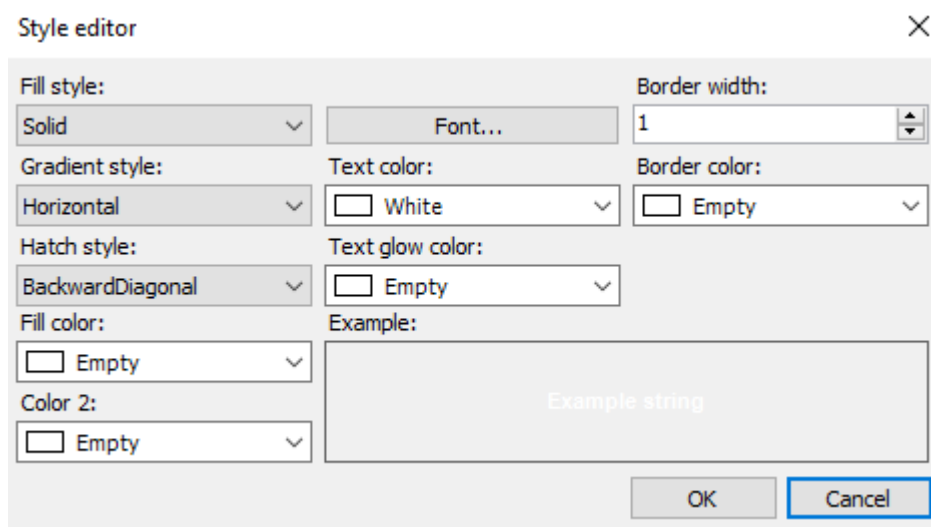 Style editor
Fill style:
Border width:
Solid
Font...
1
Gradient style:
Text color:
Border color:
Horizontal
White
Empty
Hatch style:
Text glow color:
BackwardDiagonal
Empty
Fill color:
Example:
Empty
Example string
Color 2:
Empty
OK
Cancel